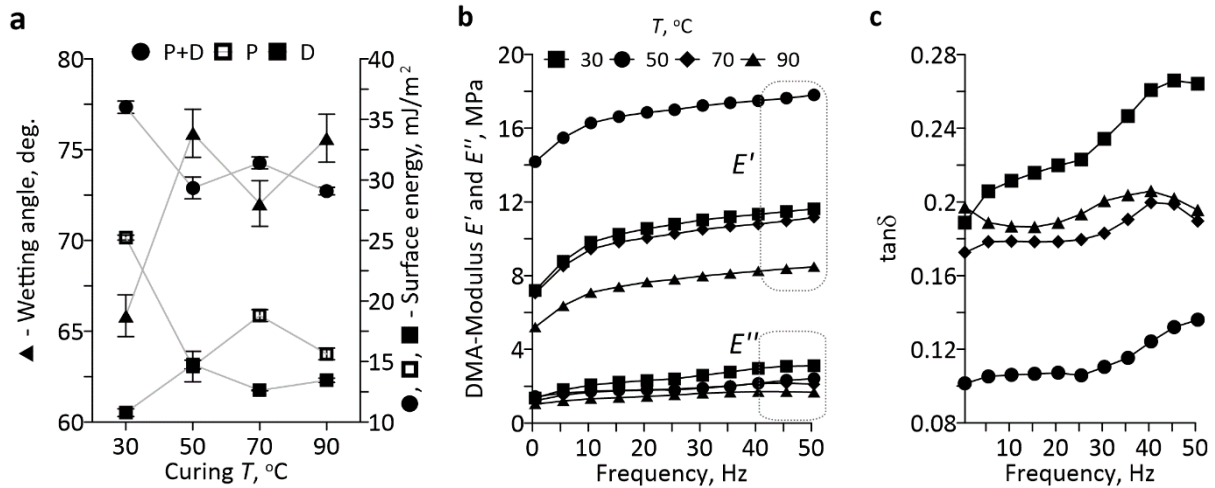 a
● P+D □ P ■ D
▲ - Wetting angle, deg.
80
75
70
65
60
40
35
30
25
20
15
10
●, □, ■ - Surface energy, mJ/m²
30 50 70 90
Curing T, °C
b
T, °C
■ 30 ● 50 ◆ 70 ▲ 90
DMA-Modulus E' and E'', MPa
20
16
12
8
4
0
E'
E''
0 10 20 30 40 50
Frequency, Hz
c
tanδ
0.28
0.24
0.2
0.16
0.12
0.08
10 20 30 40 50
Frequency, Hz